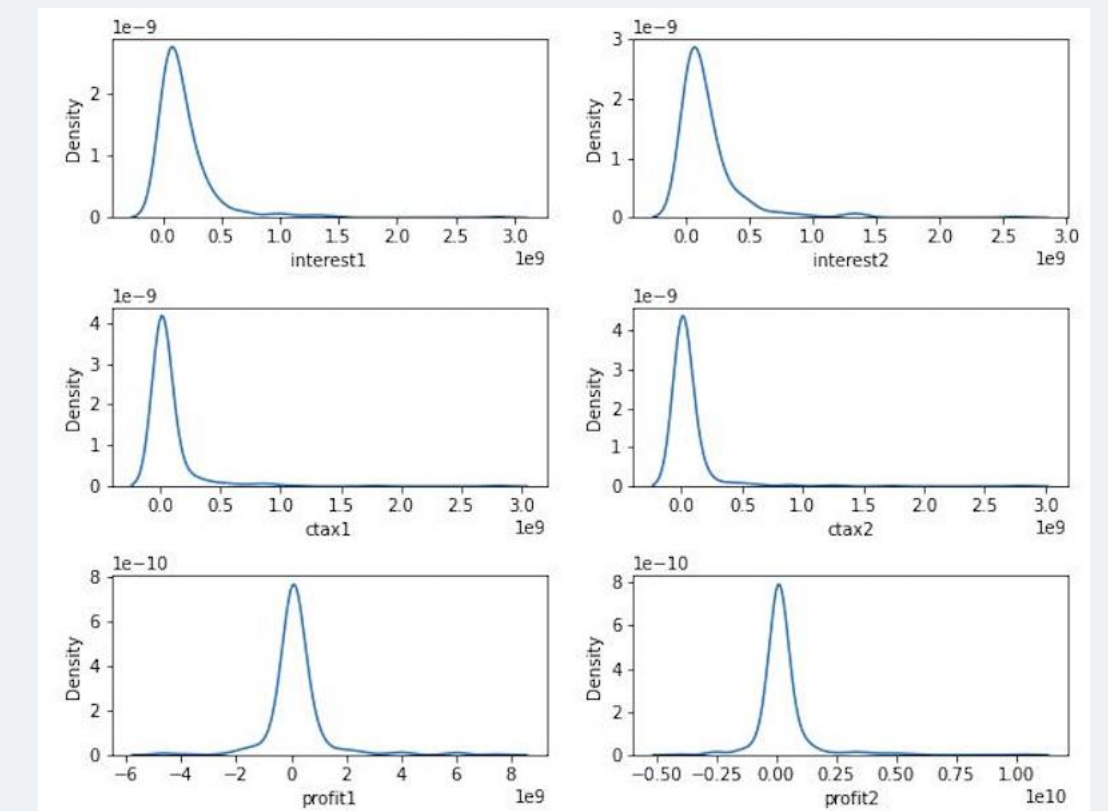 1e−9
Density
2
1
0
0.0 0.5 1.0 1.5 2.0 2.5 3.0
interest1 1e9
1e−9
Density
3
2
1
0
0.0 0.5 1.0 1.5 2.0 2.5 3.0
interest2 1e9
1e−9
Density
4
3
2
1
0
0.0 0.5 1.0 1.5 2.0 2.5 3.0
ctax1 1e9
1e−9
Density
4
3
2
1
0
0.0 0.5 1.0 1.5 2.0 2.5 3.0
ctax2 1e9
1e−10
Density
8
6
4
2
0
−6 −4 −2 0 2 4 6 8
profit1 1e9
1e−10
Density
8
6
4
2
0
−0.50 −0.25 0.00 0.25 0.50 0.75 1.00
profit2 1e10